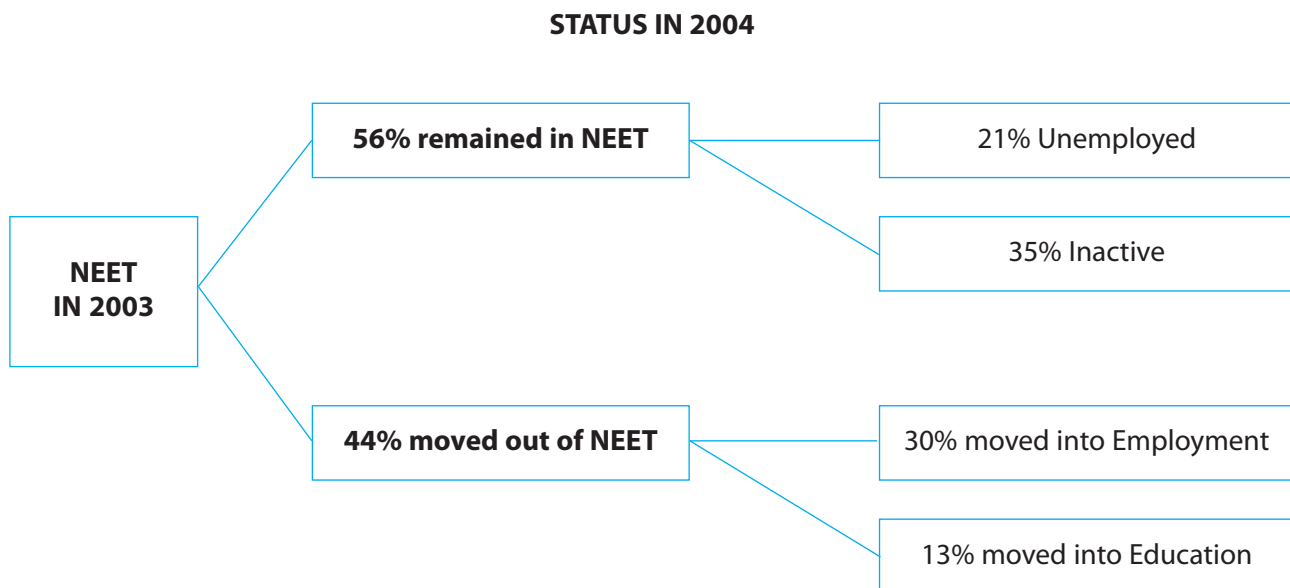 STATUS IN 2004
56% remained in NEET
21% Unemployed
35% Inactive
NEET
IN 2003
44% moved out of NEET
30% moved into Employment
13% moved into Education